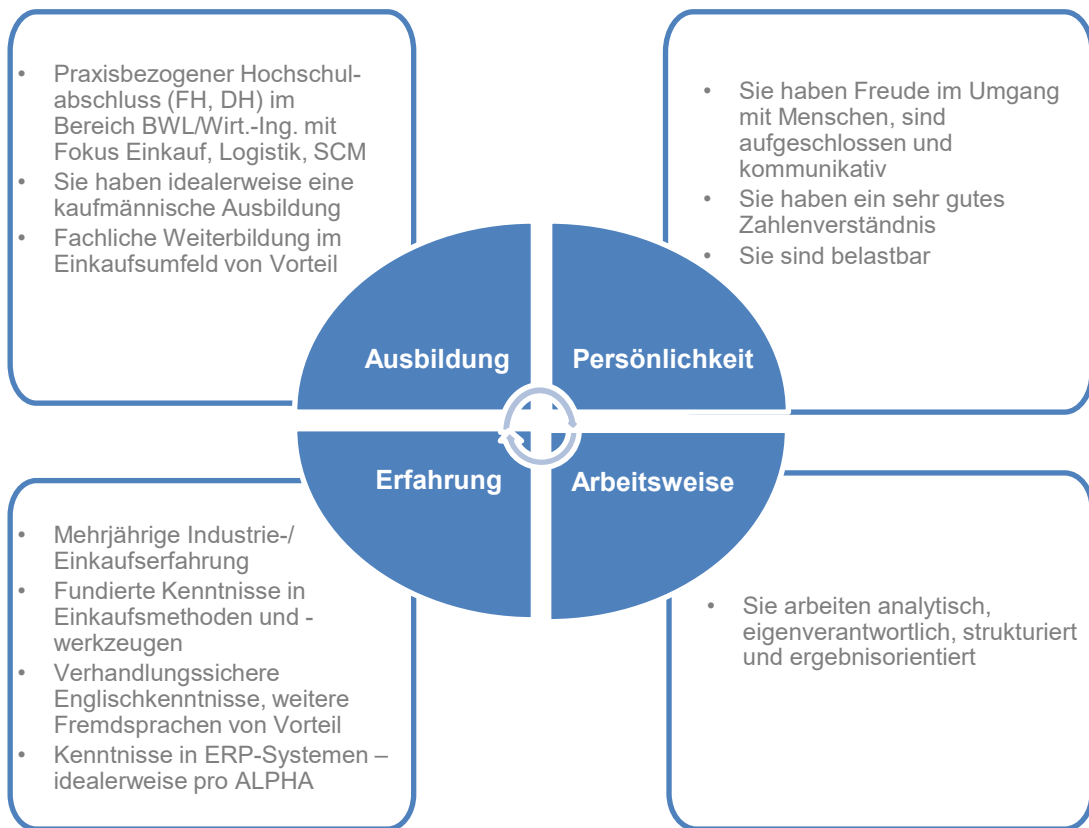 • Praxisbezogener Hochschul-
abschluss (FH, DH) im
Bereich BWL/Wirt.-Ing. mit
Fokus Einkauf, Logistik, SCM
• Sie haben idealerweise eine
kaufmännische Ausbildung
• Fachliche Weiterbildung im
Einkaufsumfeld von Vorteil
• Sie haben Freude im Umgang
mit Menschen, sind
aufgeschlossen und
kommunikativ
• Sie haben ein sehr gutes
Zahlenverständnis
• Sie sind belastbar
Ausbildung
Persönlichkeit
Erfahrung
Arbeitsweise
• Mehrjährige Industrie-/
Einkaufserfahrung
• Fundierte Kenntnisse in
Einkaufsmethoden und -
werkzeugen
• Verhandlungssichere
Englischkenntnisse, weitere
Fremdsprachen von Vorteil
• Kenntnisse in ERP-Systemen –
idealerweise pro ALPHA
• Sie arbeiten analytisch,
eigenverantwortlich, strukturiert
und ergebnisorientiert